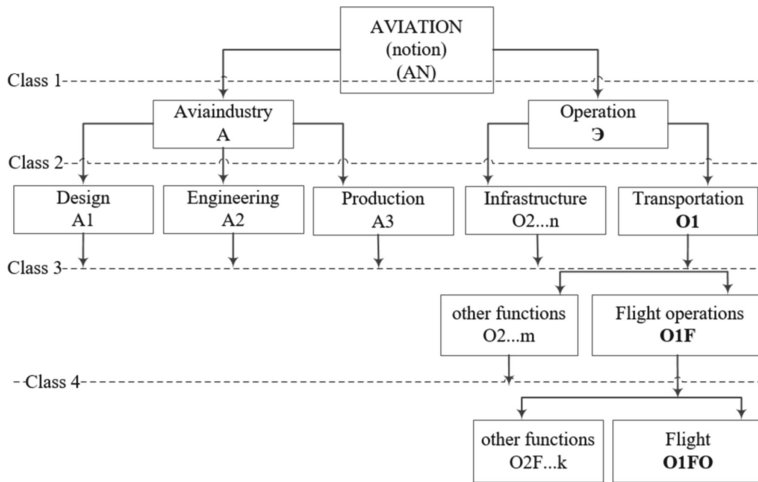 AVIATION
(notion)
(AN)
Class 1
Aviaindustry
A
Operation
Э
Class 2
Design
A1
Engineering
A2
Production
A3
Infrastructure
O2...n
Transportation
O1
Class 3
other functions
O2...m
Flight operations
O1F
Class 4
other functions
O2F...k
Flight
O1FO